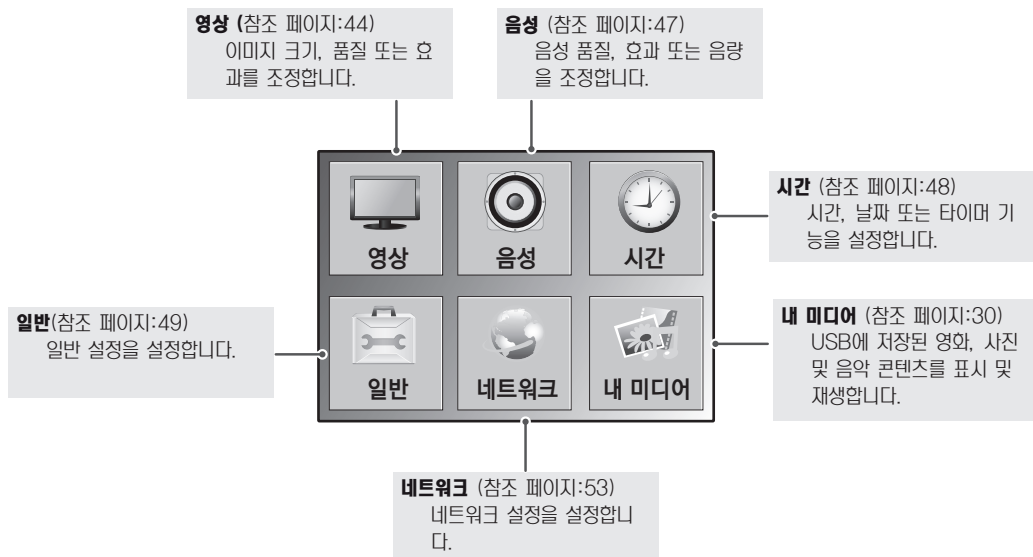 영상 (참조 페이지:44)
이미지 크기, 품질 또는 효
과를 조정합니다.
음성 (참조 페이지:47)
음성 품질, 효과 또는 음량
을 조정합니다.
영상
음성
시간
시간 (참조 페이지:48)
시간, 날짜 또는 타이머 기
능을 설정합니다.
일반(참조 페이지:49)
일반 설정을 설정합니다.
일반
네트워크
내 미디어
내 미디어 (참조 페이지:30)
USB에 저장된 영화, 사진
및 음악 콘텐츠를 표시 및
재생합니다.
네트워크 (참조 페이지:53)
네트워크 설정을 설정합니
다.